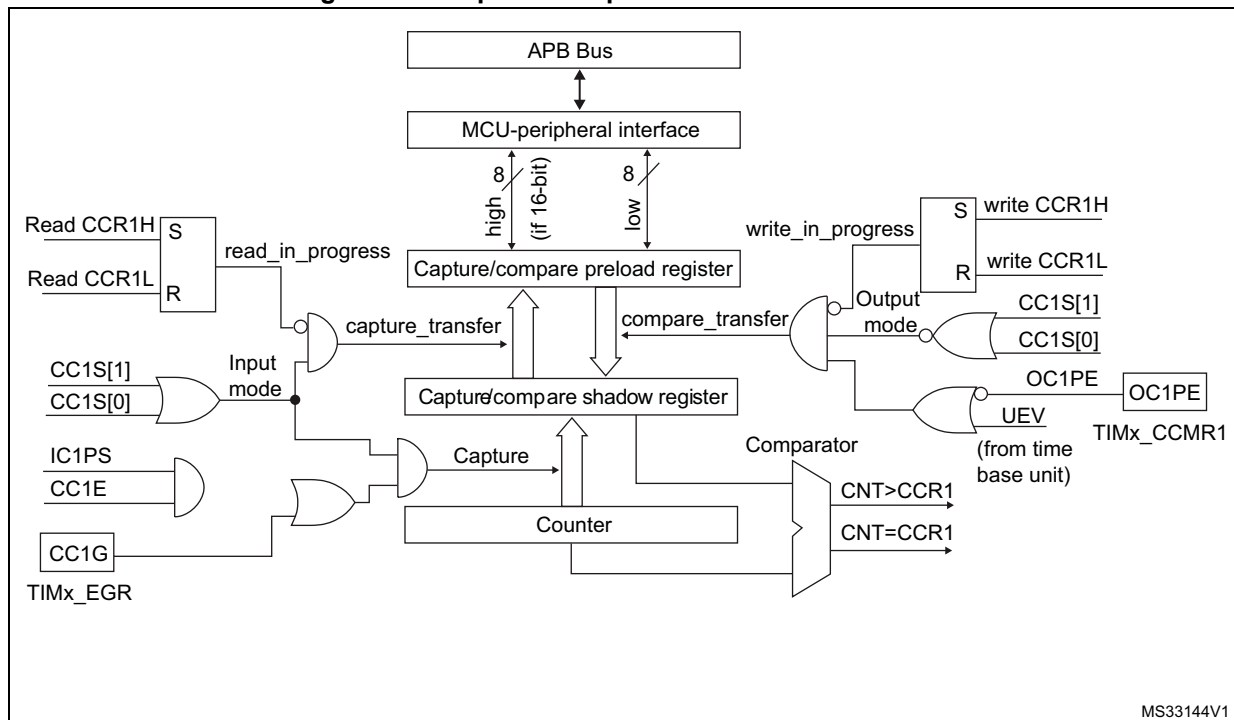 APB Bus
MCU-peripheral interface
8
high
(if 16-bit)
8
low
Read CCR1H
S
read_in_progress
Read CCR1L
R
write_in_progress
S
write CCR1H
R
write CCR1L
Capture/compare preload register
capture_transfer
compare_transfer
Output
mode
CC1S[1]
CC1S[0]
Input
mode
CC1S[1]
CC1S[0]
Capture/compare shadow register
OC1PE
OC1PE
UEV
TIMx_CCMR1
(from time
base unit)
IC1PS
CC1E
Capture
Comparator
CNT>CCR1
Counter
CNT=CCR1
CC1G
TIMx_EGR
MS33144V1